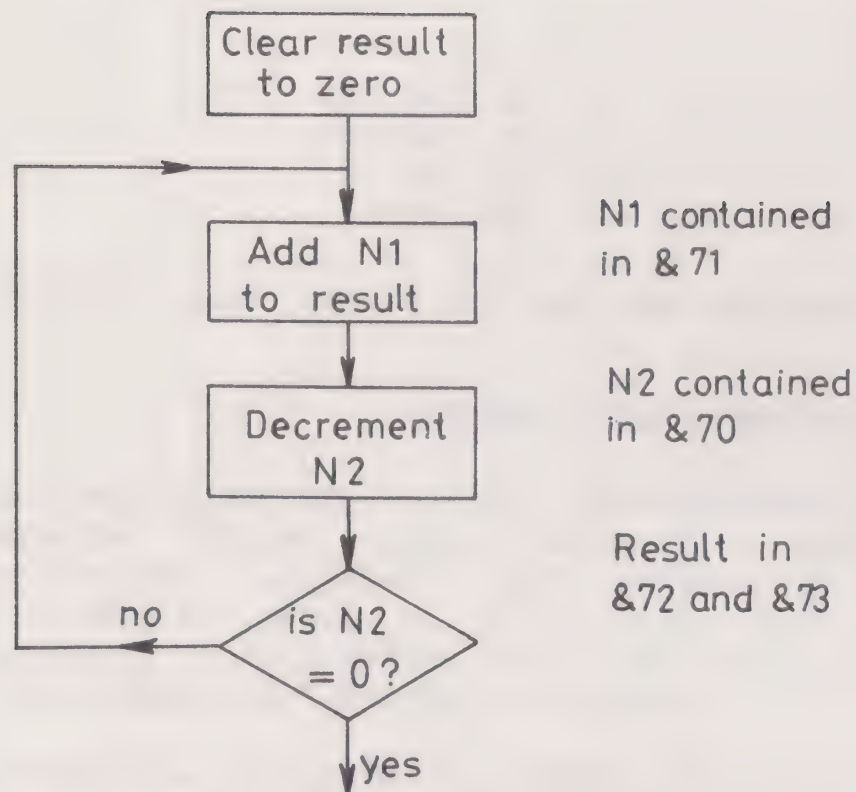 Clear result
to zero
Add N1
to result
N1 contained
in & 71
Decrement
N2
N2 contained
in & 70
is N2
= 0?
no
yes
Result in
&72 and &73